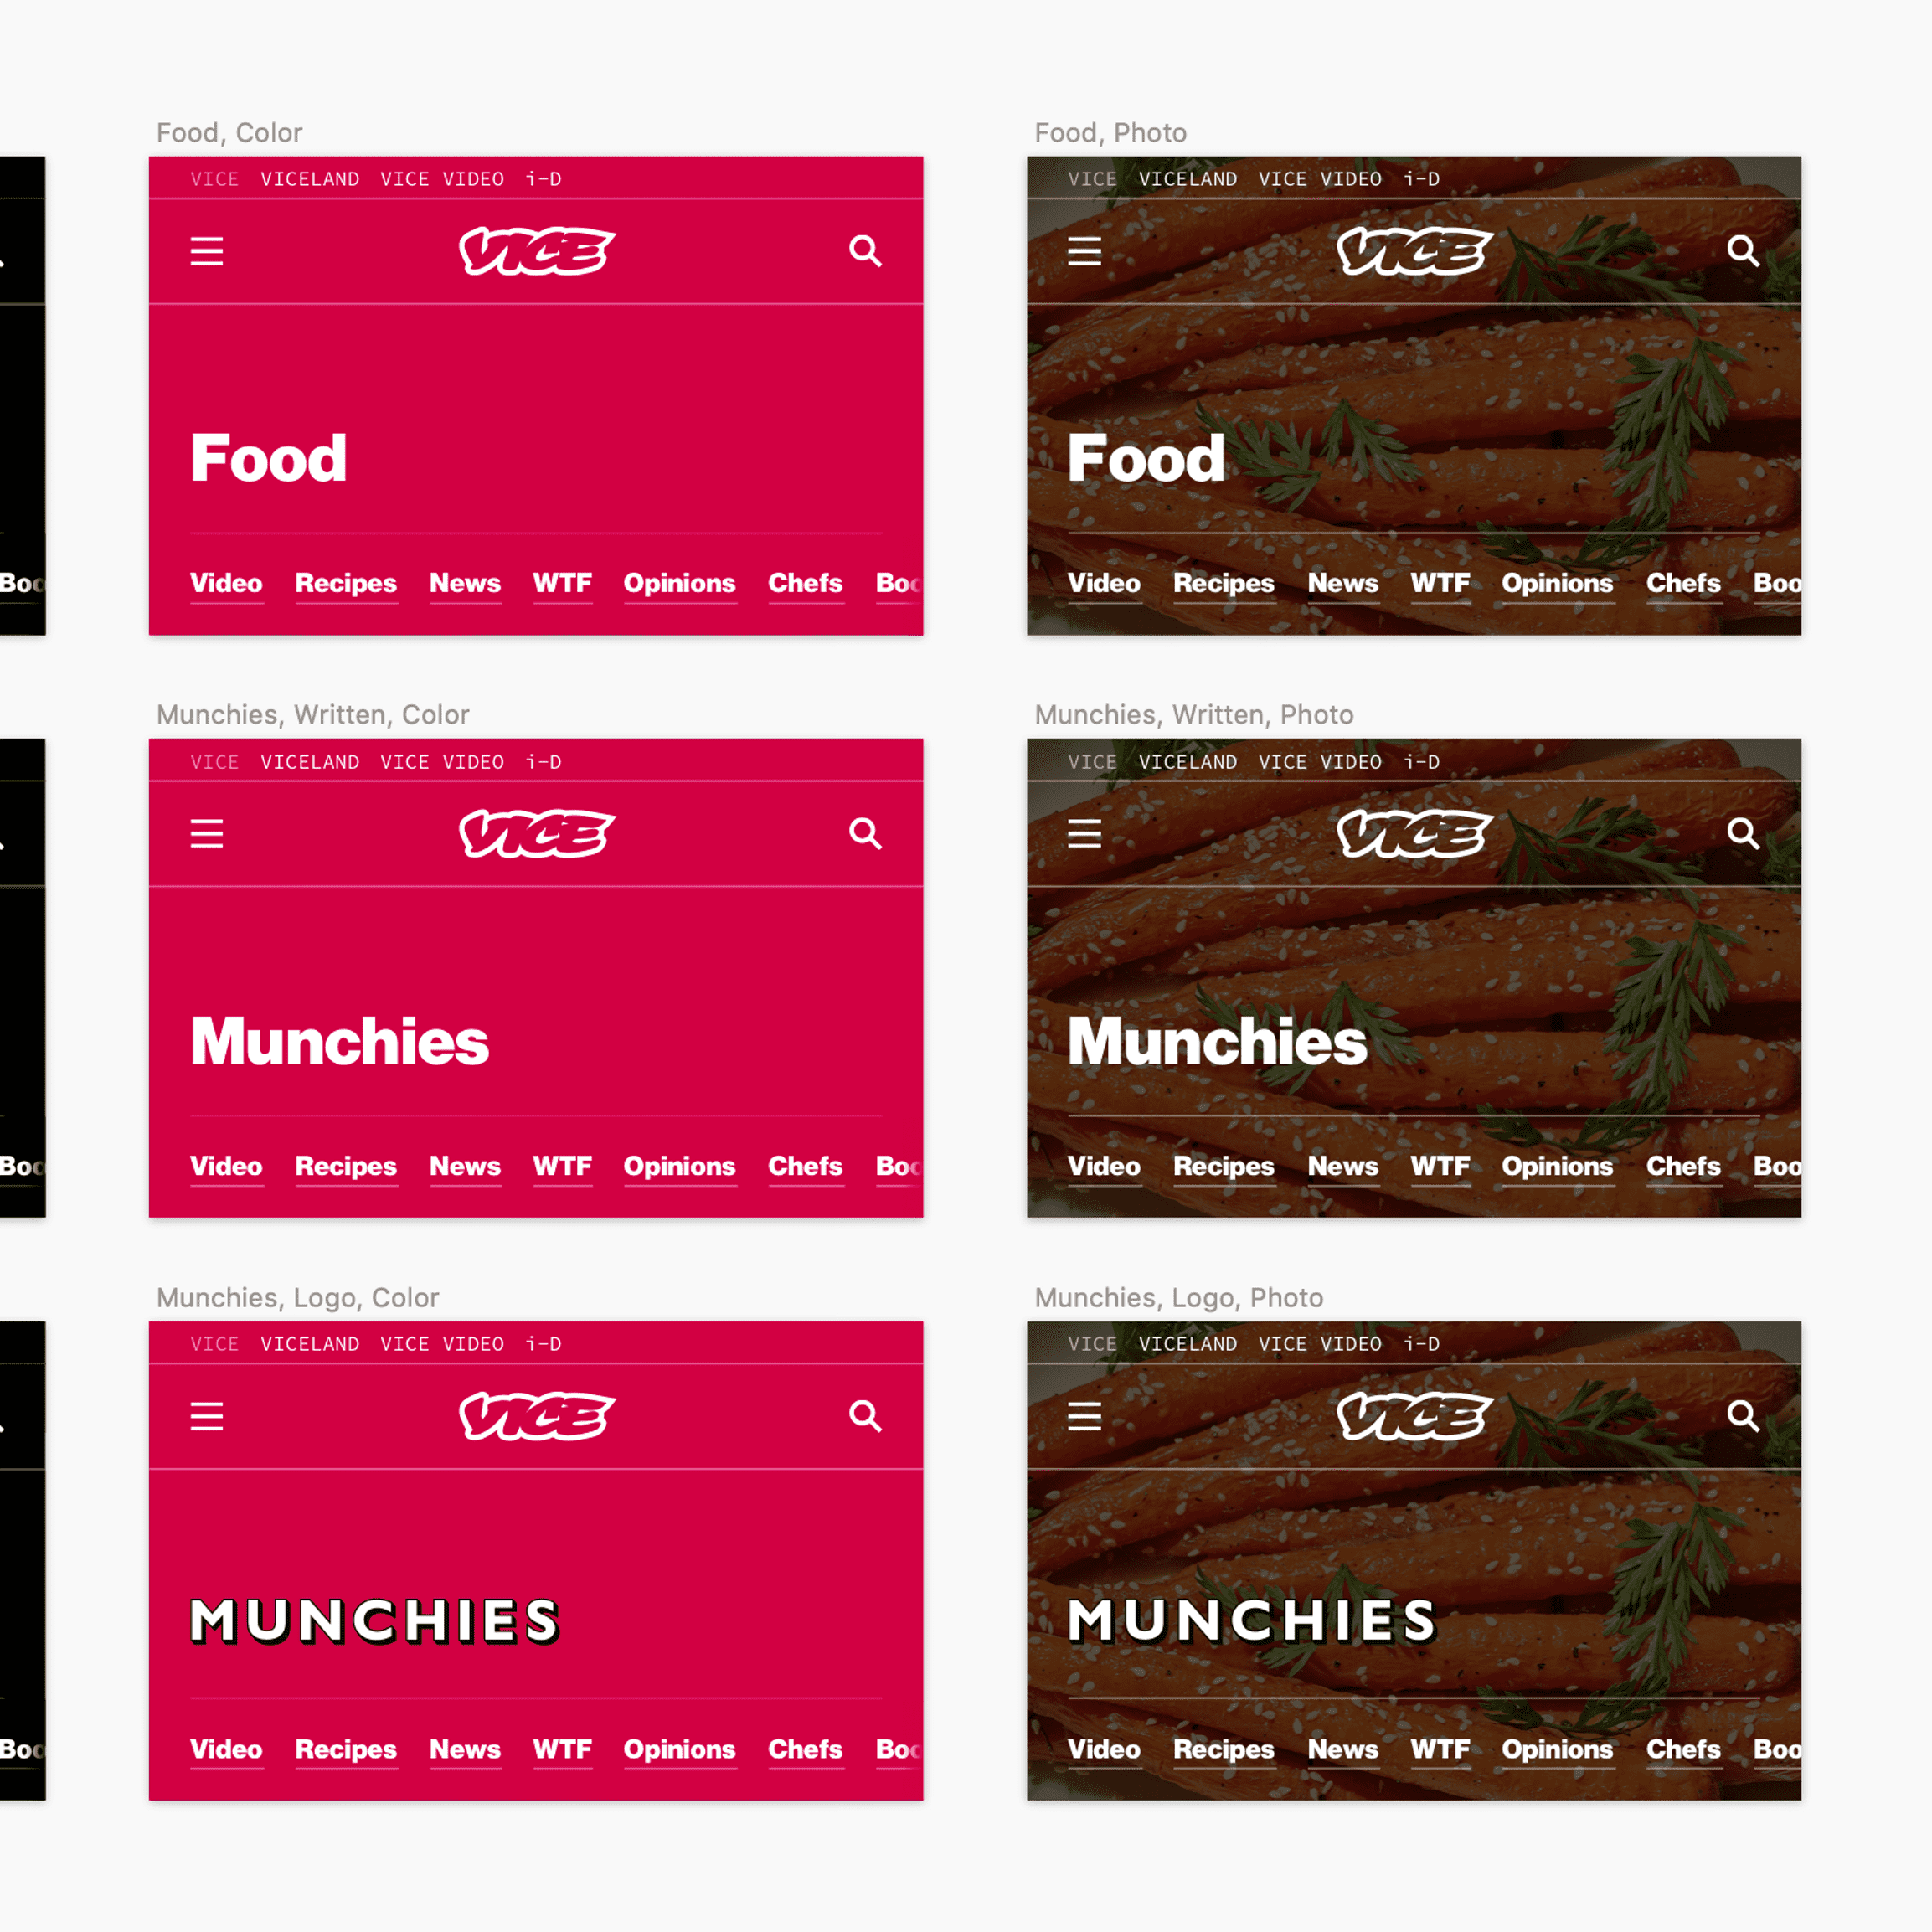 Food, Color
Food, Photo
VICE VICELAND VICE VIDEO i-D
VICE VICELAND VICE VIDEO i-D
VICE
VICE
Food
Food
Boo
Video Recipes News WTF Opinions Chefs Boo
Video Recipes News WTF Opinions Chefs Boo
Munchies, Written, Color
Munchies, Written, Photo
VICE VICELAND VICE VIDEO i-D
VICE VICELAND VICE VIDEO i-D
VICE
VICE
Munchies
Munchies
Boo
Video Recipes News WTF Opinions Chefs Boo
Video Recipes News WTF Opinions Chefs Boo
Munchies, Logo, Color
Munchies, Logo, Photo
VICE VICELAND VICE VIDEO i-D
VICE VICELAND VICE VIDEO i-D
VICE
VICE
MUNCHIES
MUNCHIES
Boo
Video Recipes News WTF Opinions Chefs Boo
Video Recipes News WTF Opinions Chefs Boo